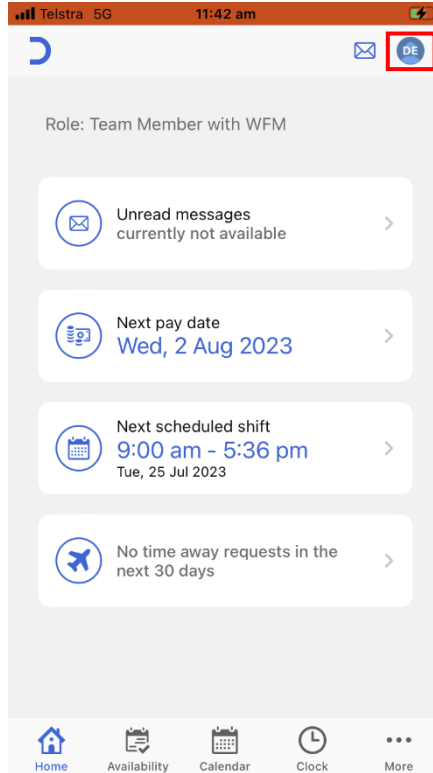 Telstra 5G 11:42 am
DE
Role: Team Member with WFM
Unread messages
currently not available
Next pay date
Wed, 2 Aug 2023
Next scheduled shift
9:00 am - 5:36 pm
Tue, 25 Jul 2023
No time away requests in the
next 30 days
Home Availability Calendar Clock More